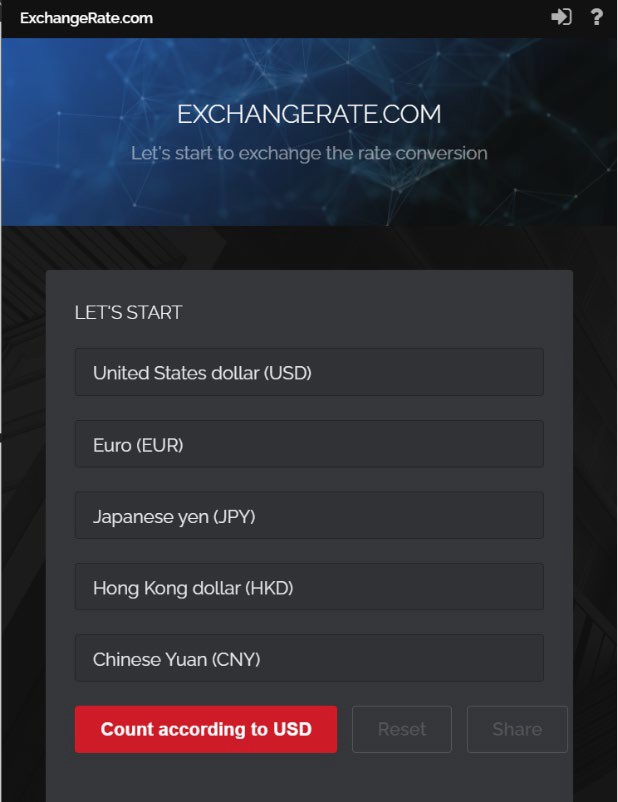 ExchangeRate.com
?
EXCHANGERATE.COM
Let's start to exchange the rate conversion
LET'S START
United States dollar (USD)
Euro (EUR)
Japanese yen (JPY)
Hong Kong dollar (HKD)
Chinese Yuan (CNY)
Count according to USD Reset Share